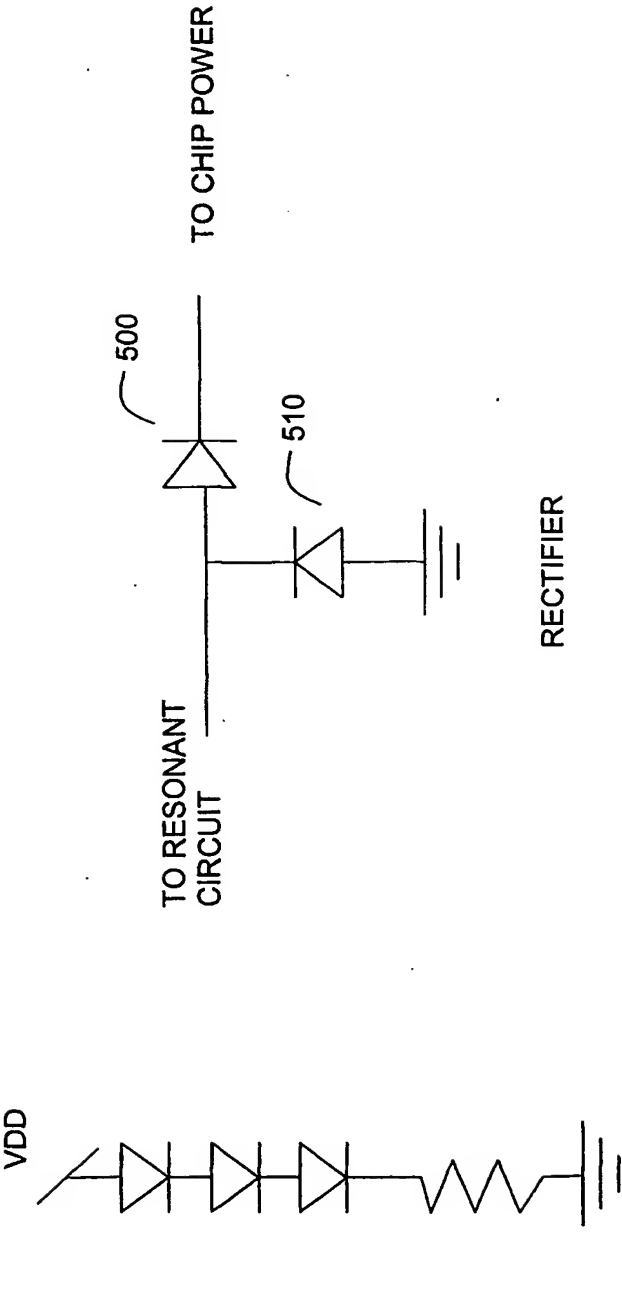 VDD
TO RESONANT
CIRCUIT
500
510
TO CHIP POWER
RECTIFIER